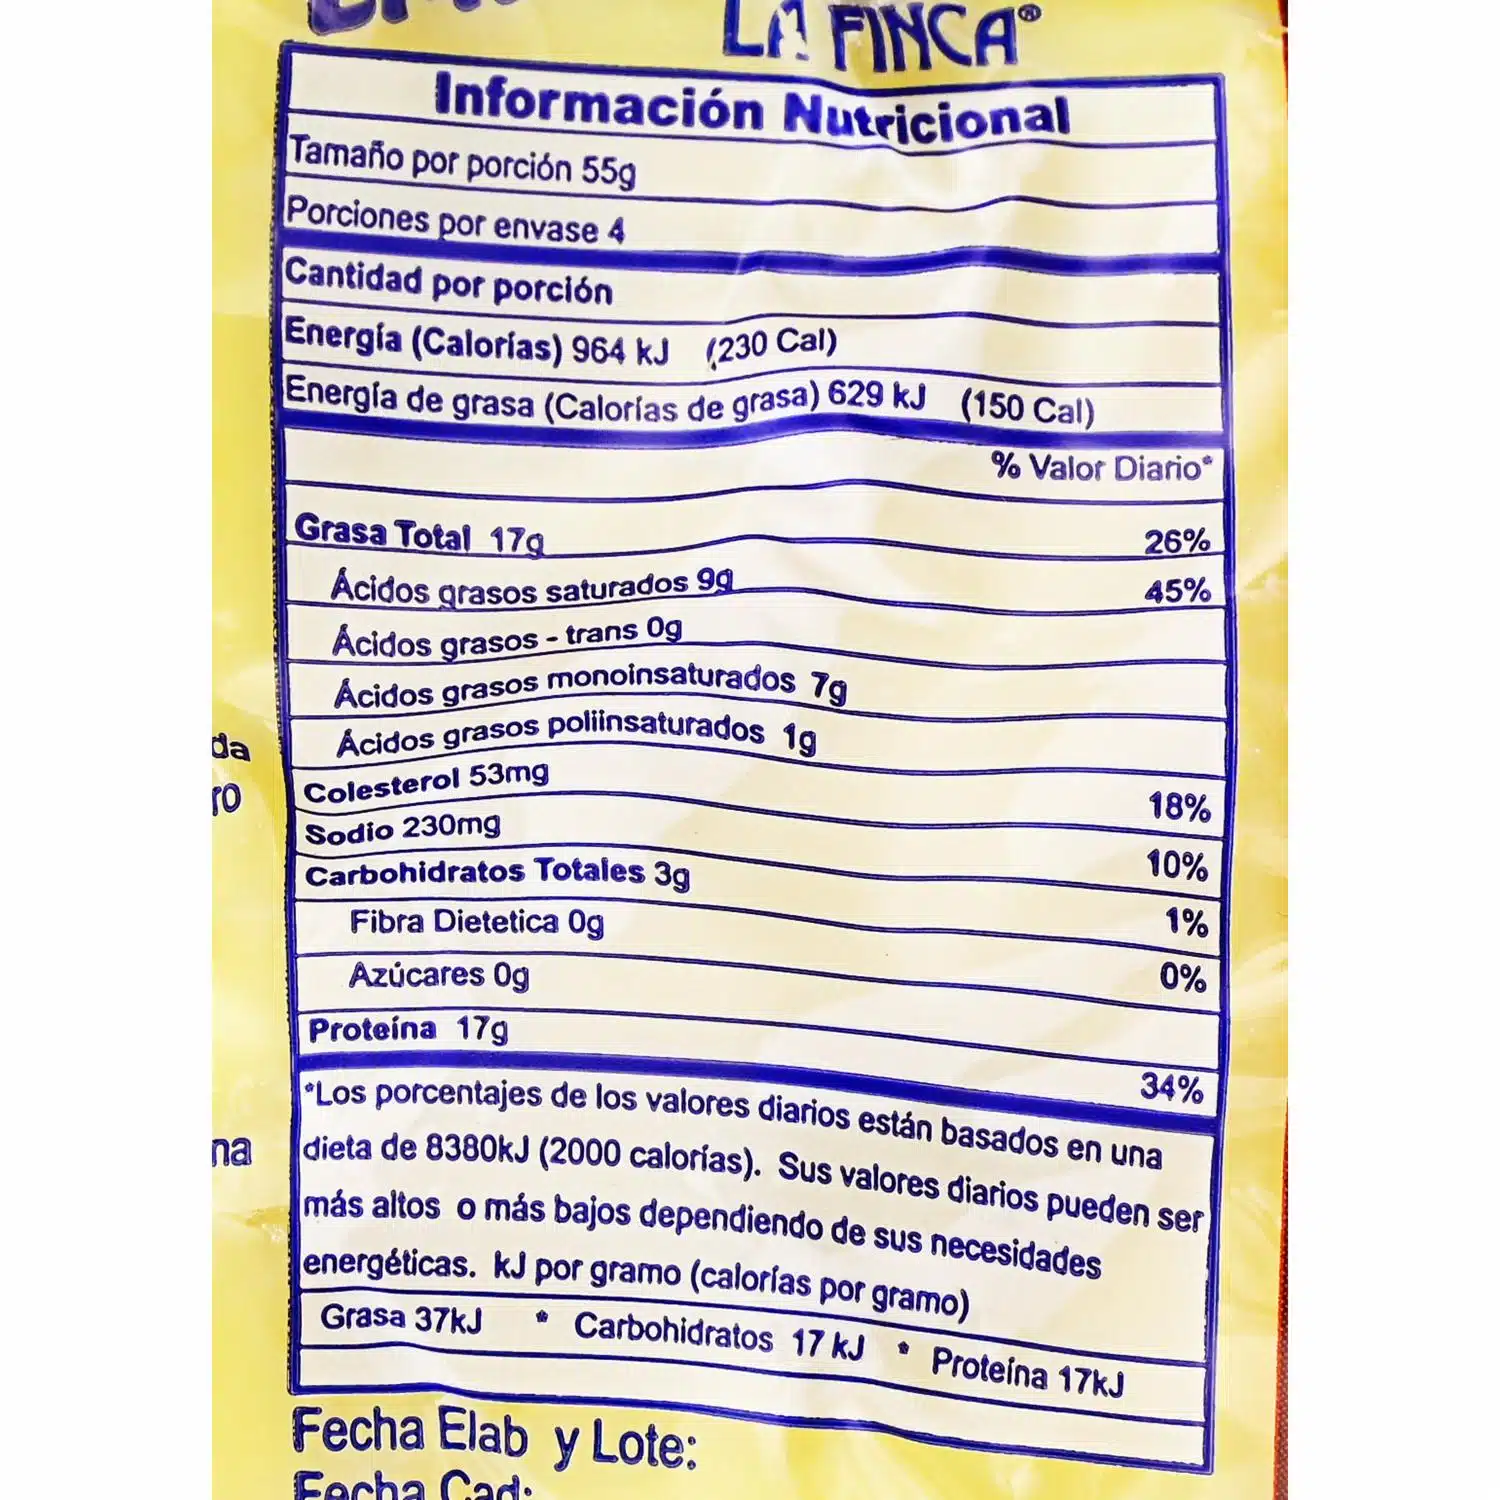 LA FINCA®
Información Nutricional
Tamaño por porción 55g
Porciones por envase 4
Cantidad por porción
Energía (Calorías) 964 kJ (230 Cal)
Energía de grasa (Calorías de grasa) 629 kJ (150 Cal)
% Valor Diario*
Grasa Total 17g 26%
Ácidos grasos saturados 9g 45%
Ácidos grasos - trans 0g
Ácidos grasos monoinsaturados 7g
Ácidos grasos poliinsaturados 1g
Colesterol 53mg 18%
Sodio 230mg 10%
Carbohidratos Totales 3g 1%
Fibra Dietetica 0g 0%
Azúcares 0g
Proteína 17g 34%
*Los porcentajes de los valores diarios están basados en una
dieta de 8380kJ (2000 calorías). Sus valores diarios pueden ser
más altos o más bajos dependiendo de sus necesidades
energéticas. kJ por gramo (calorías por gramo)
Grasa 37kJ * Carbohidratos 17 kJ * Proteína 17kJ
Fecha Elab y Lote:
Fecha Cad:
da
ro
na